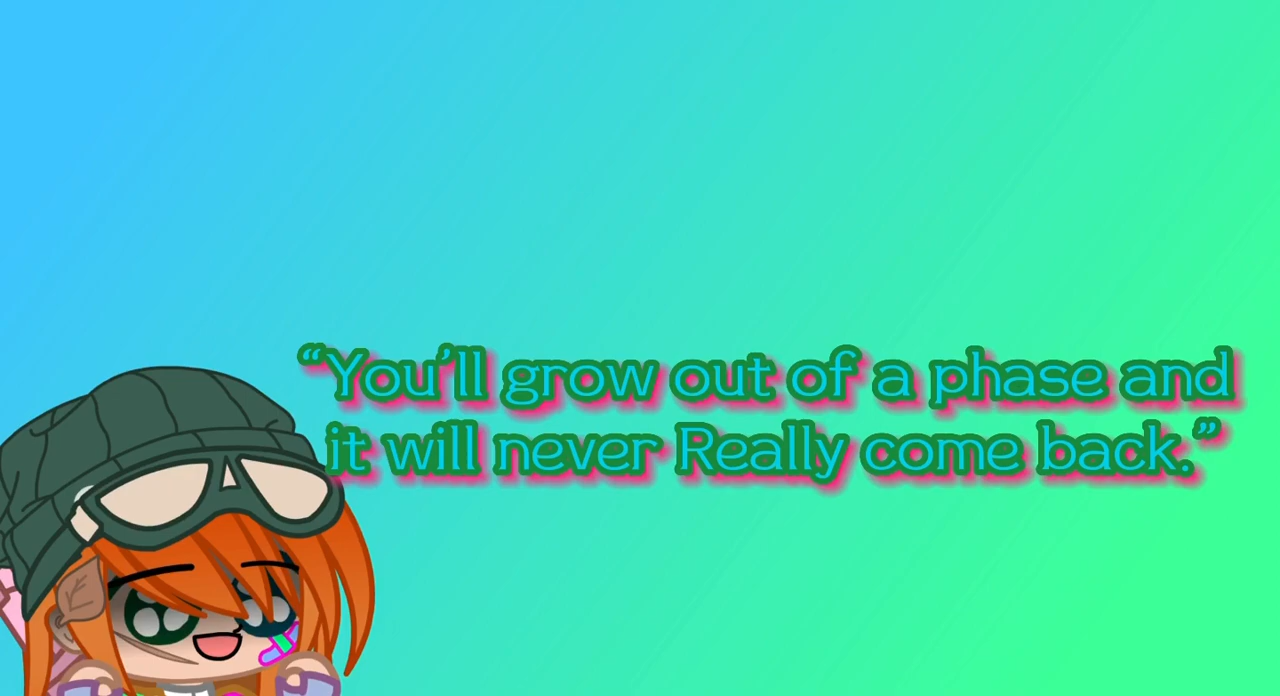 “You’ll grow out of a phase and
it will never Really come back.”